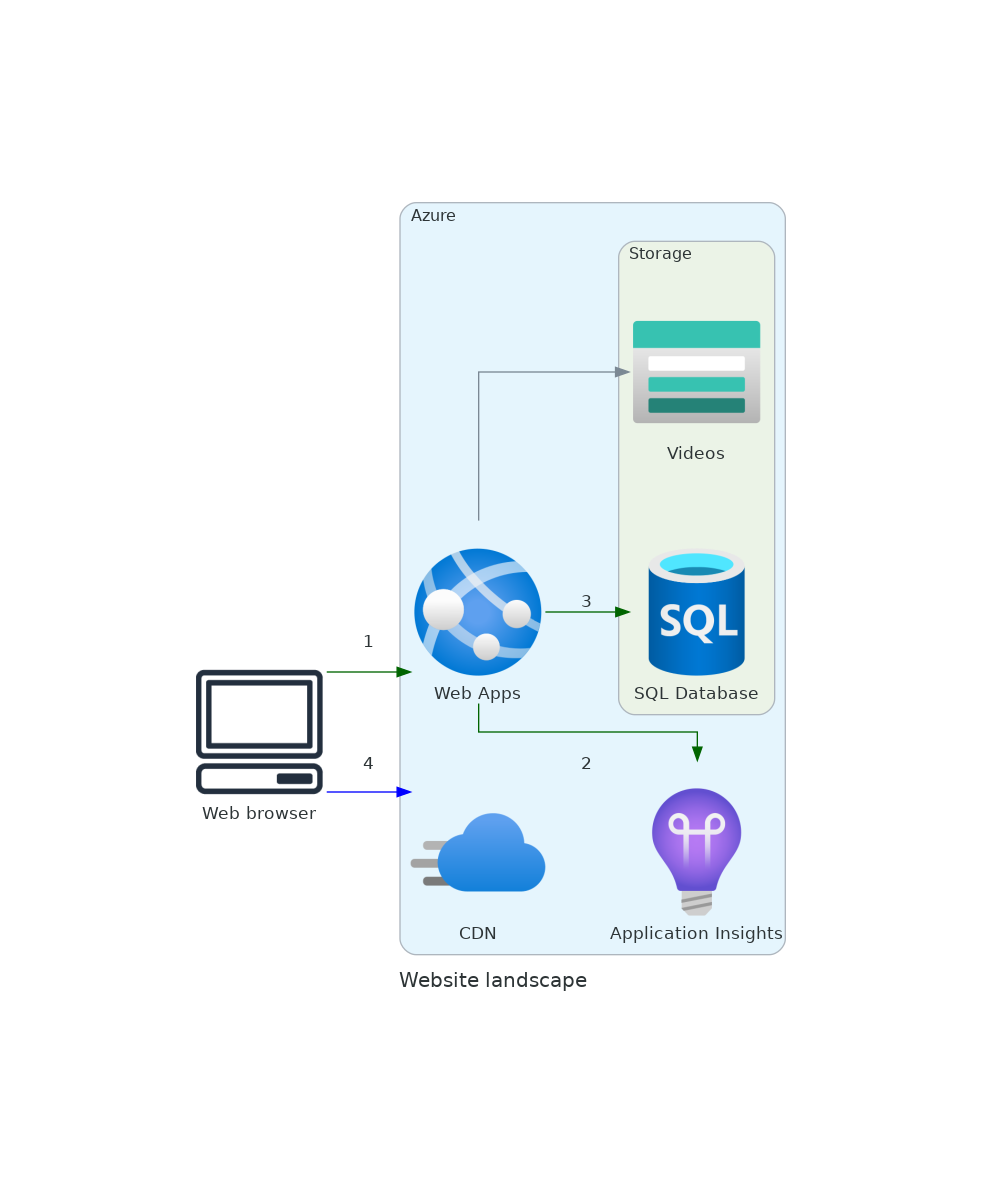 Azure
Storage
Videos
3
SQL
1
Web Apps
SQL Database
4
2
Web browser
CDN
Application Insights
Website landscape